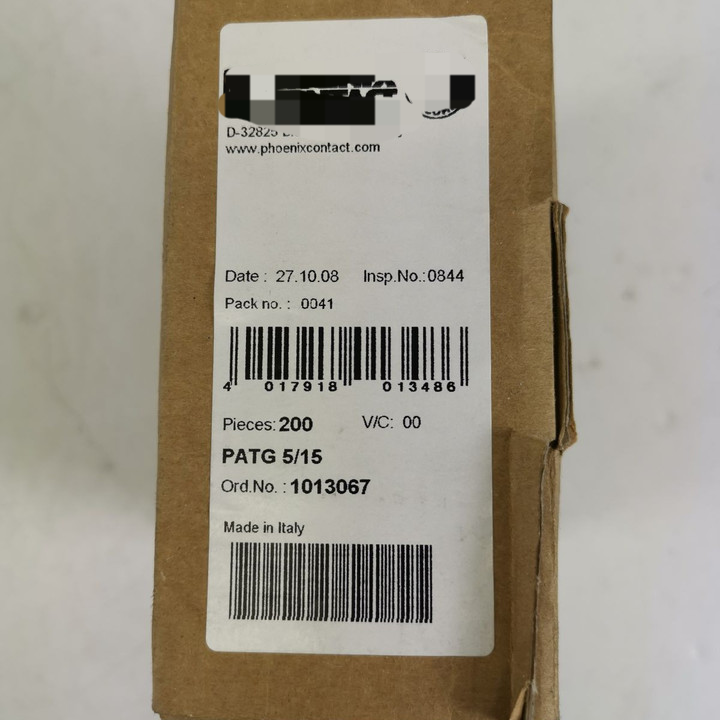 D-32825
www.phoenixcontact.com
Date : 27.10.08 Insp.No.:0844
Pack no. : 0041
4 017918 013486
Pieces: 200 V/C: 00
PATG 5/15
Ord.No. : 1013067
Made in Italy